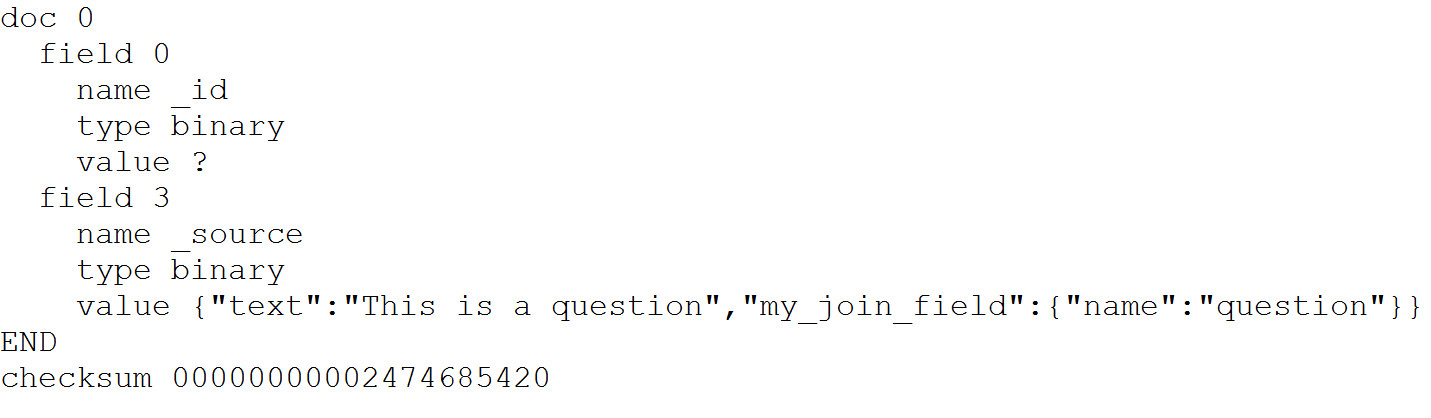 doc 0
  field 0
    name _id
    type binary
    value ?
  field 3
    name _source
    type binary
    value {"text":"This is a question","my_join_field":{"name":"question"}}
END
checksum 00000000002474685420